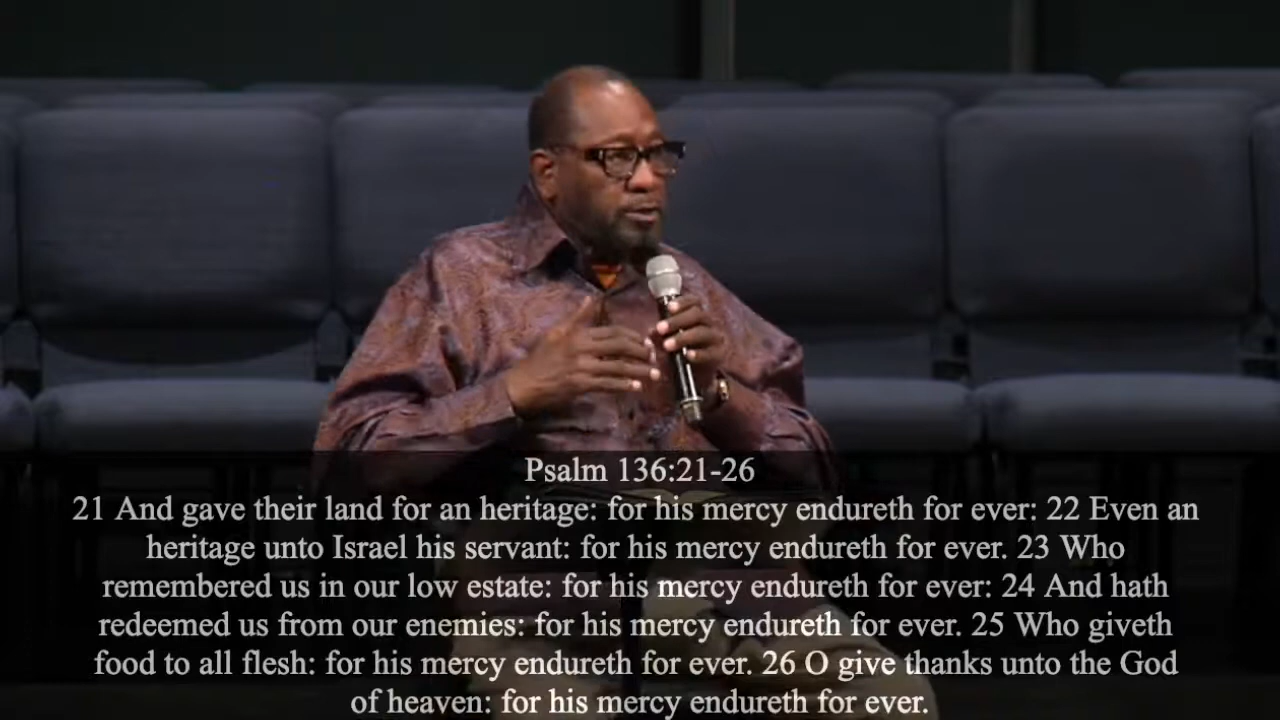 Psalm 136:21-26
21 And gave their land for an heritage: for his mercy endureth for ever: 22 Even an
heritage unto Israel his servant: for his mercy endureth for ever. 23 Who
remembered us in our low estate: for his mercy endureth for ever: 24 And hath
redeemed us from our enemies: for his mercy endureth for ever. 25 Who giveth
food to all flesh: for his mercy endureth for ever. 26 O give thanks unto the God
of heaven: for his mercy endureth for ever.